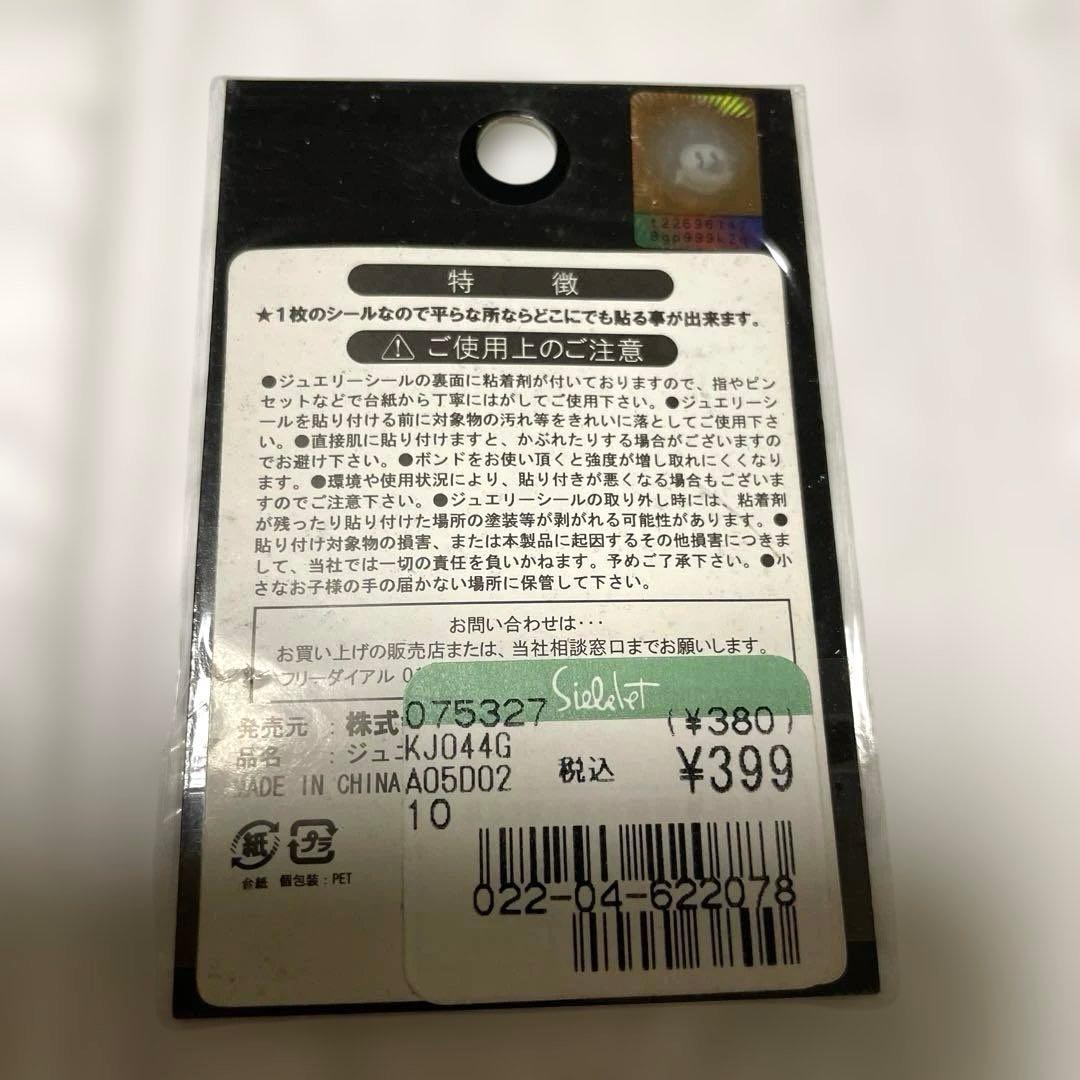 特 徴
★1枚のシールなので平らな所ならどこにでも貼る事が出来ます。
ご使用上のご注意
●ジュエリーシールの裏面に粘着剤が付いておりますので、指やピン
セットなどで台紙から丁寧にはがしてご使用下さい。●ジュエリーシ
ールを貼り付ける前に対象物の汚れ等をきれいに落としてご使用下さ
い。●直接肌に貼り付けますと、かぶれたりする場合がございますの
でお避け下さい。●ボンドをお使い頂くと強度が増し取れにくくなり
ます。●環境や使用状況により、貼り付きが悪くなる場合もございま
すのでご注意下さい。●ジュエリーシールの取り外し時には、粘着剤
が残ったり貼り付けた場所の塗装等が剥がれる可能性があります。●
貼り付け対象物の損害、または本製品に起因するその他損害につきま
して、当社では一切の責任を負いかねます。予めご了承下さい。●小
さなお子様の手の届かない場所に保管して下さい。
お問い合わせは･･･
お買い上げの販売店または、当社相談窓口までお願いします。
フリーダイアル 0
発売元 : 株式
品名 : ジュエ
MADE IN CHINA
紙 プラ
台紙 個包装：PET
075327 (¥380)
KJ044G
A05D02 税込 ¥399
10
022-04-622078